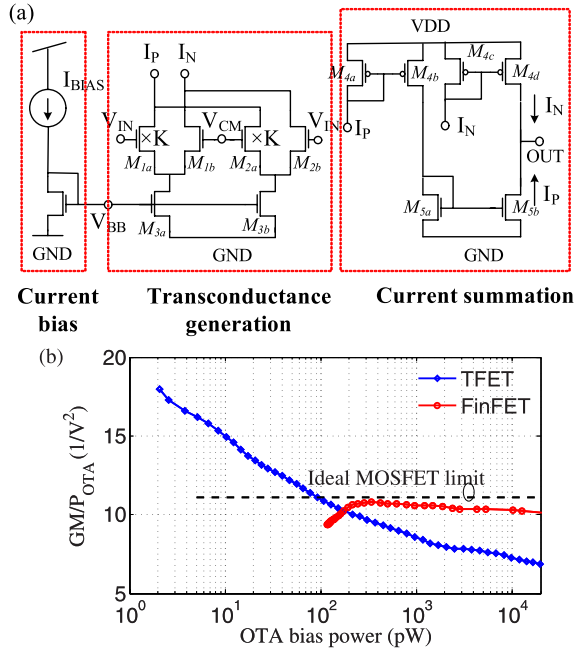 (a)
I_BIAS
GND
Current
bias
I_P I_N
V_IN ×K V_CM ×K V_IN
M_1a M_1b M_2a M_2b
V_BB M_3a M_3b
GND
Transconductance
generation
VDD
M_4a M_4b M_4c M_4d
I_P I_N I_N
OUT
I_P
M_5a M_5b
GND
Current summation
(b)
20
15
10
5
GM/P_OTA (1/V^2)
TFET
FinFET
Ideal MOSFET limit
10^0 10^1 10^2 10^3 10^4
OTA bias power (pW)